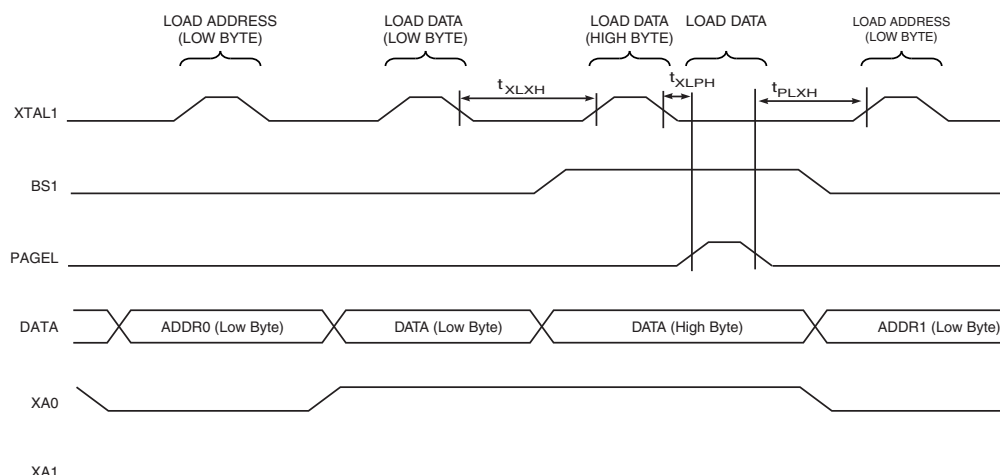 LOAD ADDRESS
(LOW BYTE)
LOAD DATA
(LOW BYTE)
LOAD DATA
(HIGH BYTE)
LOAD DATA
LOAD ADDRESS
(LOW BYTE)
tXLXH
tXLPH
tPLXH
XTAL1
BS1
PAGEL
DATA
ADDR0 (Low Byte)
DATA (Low Byte)
DATA (High Byte)
ADDR1 (Low Byte)
XA0
XA1